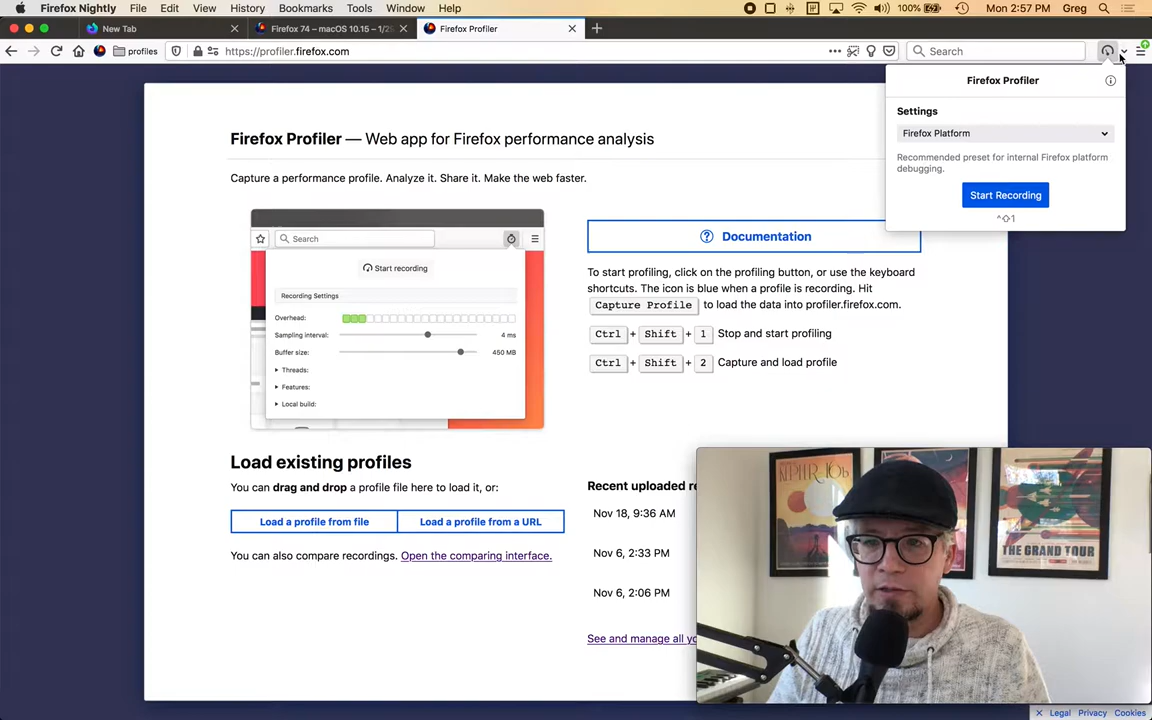 Firefox Nightly File Edit View History Bookmarks Tools Window Help 100% Mon 2:57 PM Greg
New Tab
Firefox 74 – macOS 10.15 – 1/2
Firefox Profiler
profiles
https://profiler.firefox.com
Search
Firefox Profiler
Settings
Firefox Platform
Recommended preset for internal Firefox platform
debugging.
Start Recording
^⇧1
Firefox Profiler — Web app for Firefox performance analysis
Capture a performance profile. Analyze it. Share it. Make the web faster.
Search
Start recording
Recording Settings
Overhead:
Sampling interval: 4 ms
Buffer size: 450 MB
Threads:
Features:
Local build:
Documentation
To start profiling, click on the profiling button, or use the keyboard
shortcuts. The icon is blue when a profile is recording. Hit
Capture Profile to load the data into profiler.firefox.com.
Ctrl + Shift + 1 Stop and start profiling
Ctrl + Shift + 2 Capture and load profile
Load existing profiles
You can drag and drop a profile file here to load it, or:
Load a profile from file
Load a profile from a URL
You can also compare recordings. Open the comparing interface.
Recent uploaded
Nov 18, 9:36 AM
Nov 6, 2:33 PM
Nov 6, 2:06 PM
See and manage all
THE GRAND TOUR
Legal Privacy Cookies